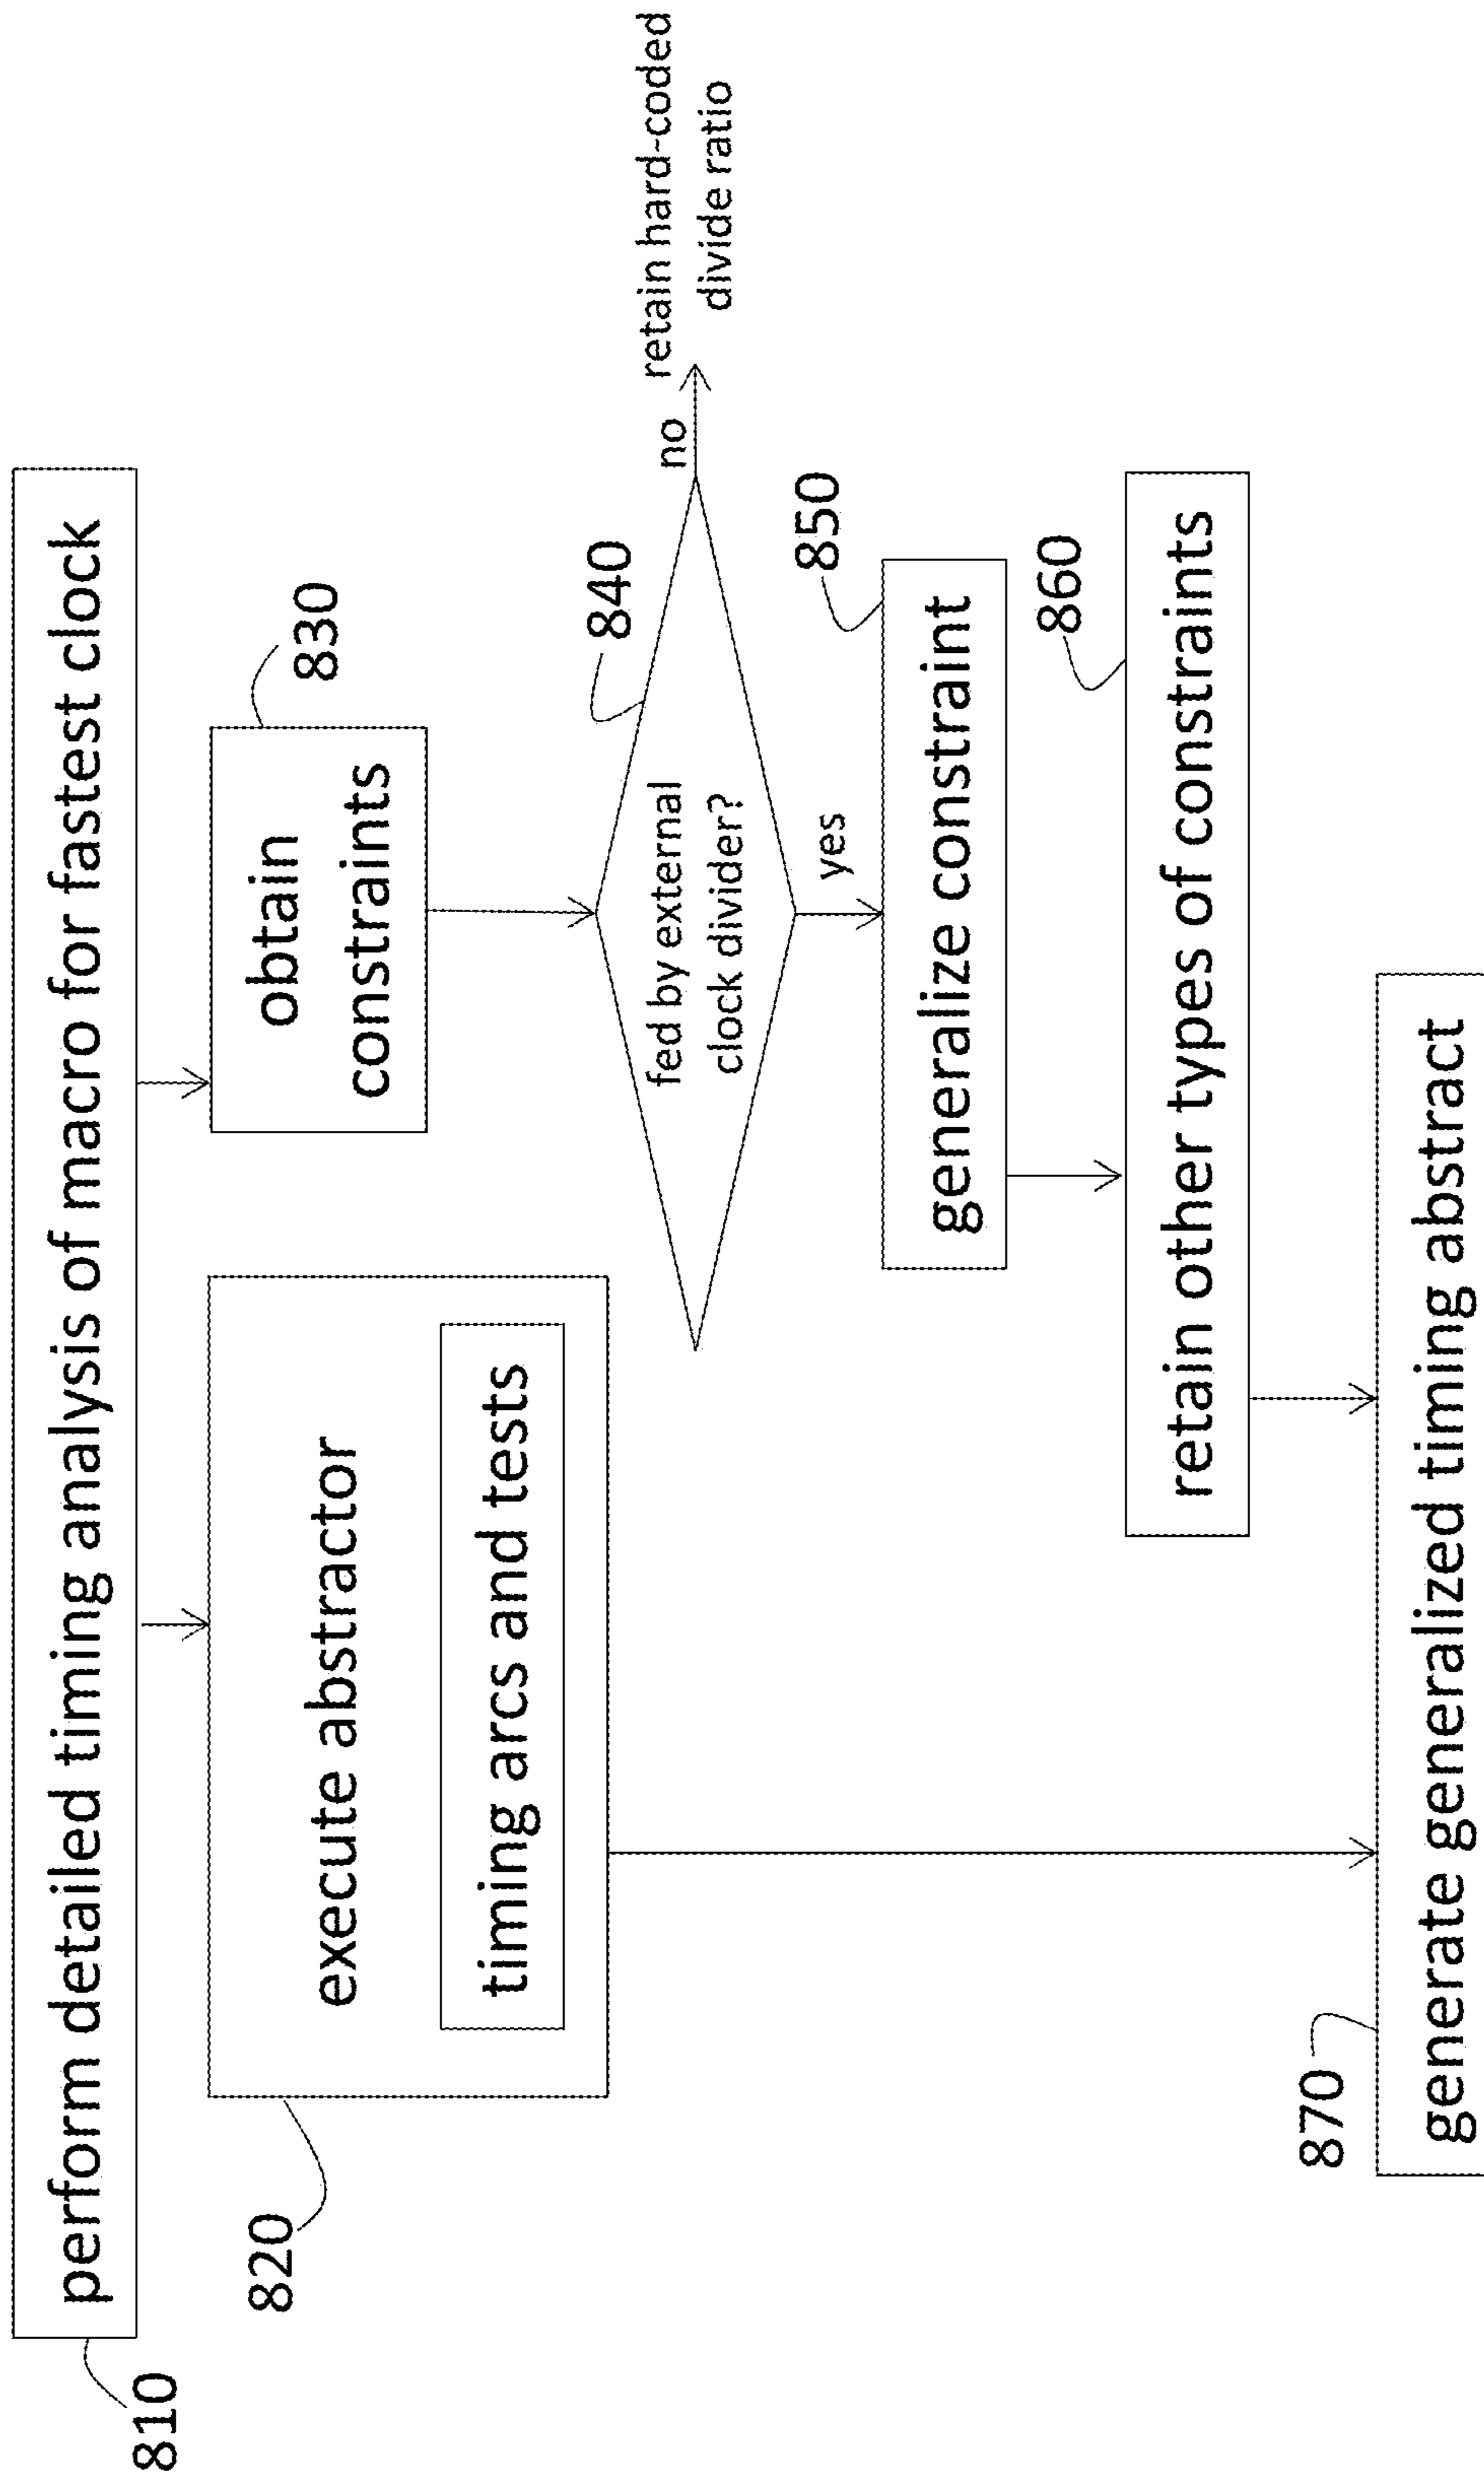 810
perform detailed timing analysis of macro for fastest clock
820
execute abstractor
timing arcs and tests
obtain
constraints
830
840
fed by external
clock divider?
no
retain hard-coded
divide ratio
yes
850
generalize constraint
860
retain other types of constraints
870
generate generalized timing abstract